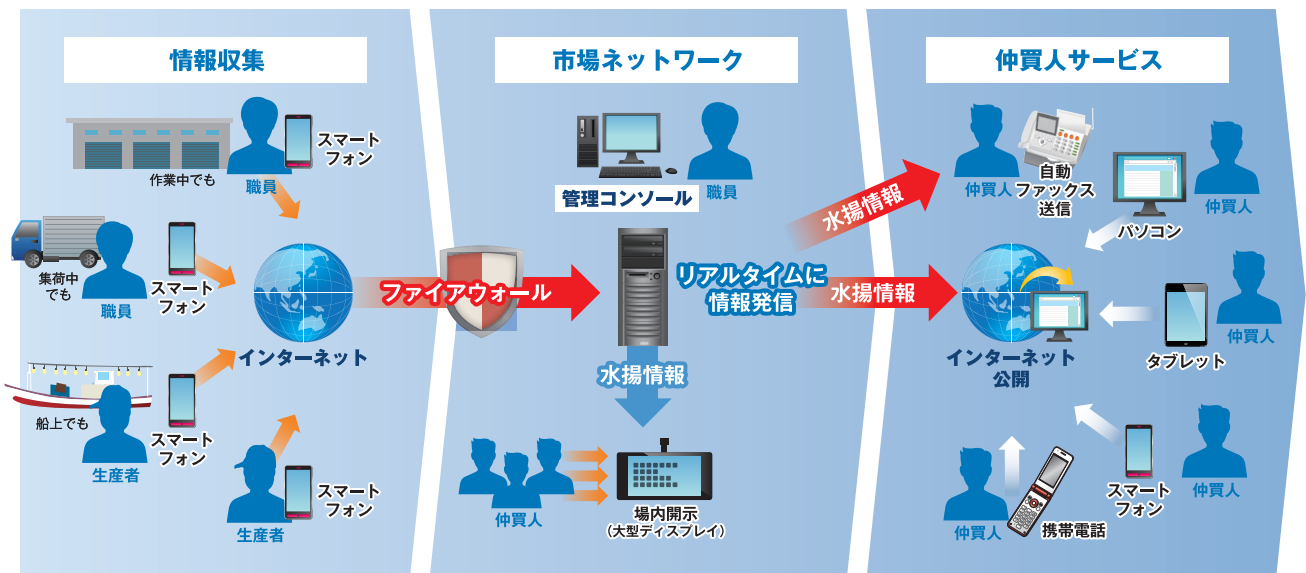 情報収集
スマート
フォン
作業中でも
職員
集荷中
でも
職員
スマート
フォン
インターネット
船上でも
生産者
スマート
フォン
生産者
スマート
フォン
ファイアウォール
市場ネットワーク
管理コンソール
職員
リアルタイムに
情報発信
水揚情報
仲買人
場内開示
(大型ディスプレイ)
水揚情報
水揚情報
仲買人サービス
仲買人
自動
ファックス
送信
パソコン
仲買人
インターネット
公開
タブレット
仲買人
仲買人
携帯電話
スマート
フォン
仲買人